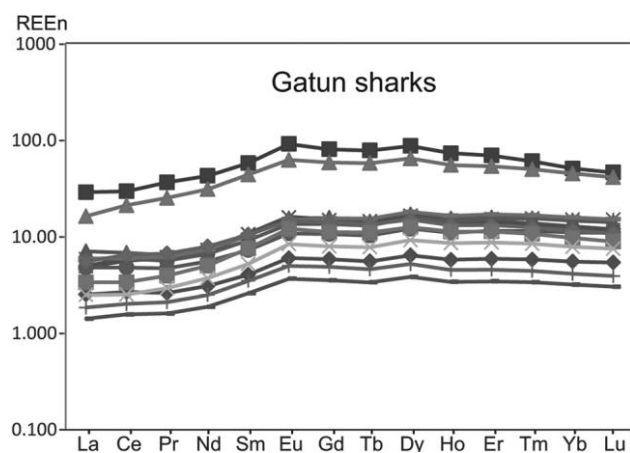 REEn
1000
Gatun sharks
100.0
10.00
1.000
0.100
La Ce Pr Nd Sm Eu Gd Tb Dy Ho Er Tm Yb Lu